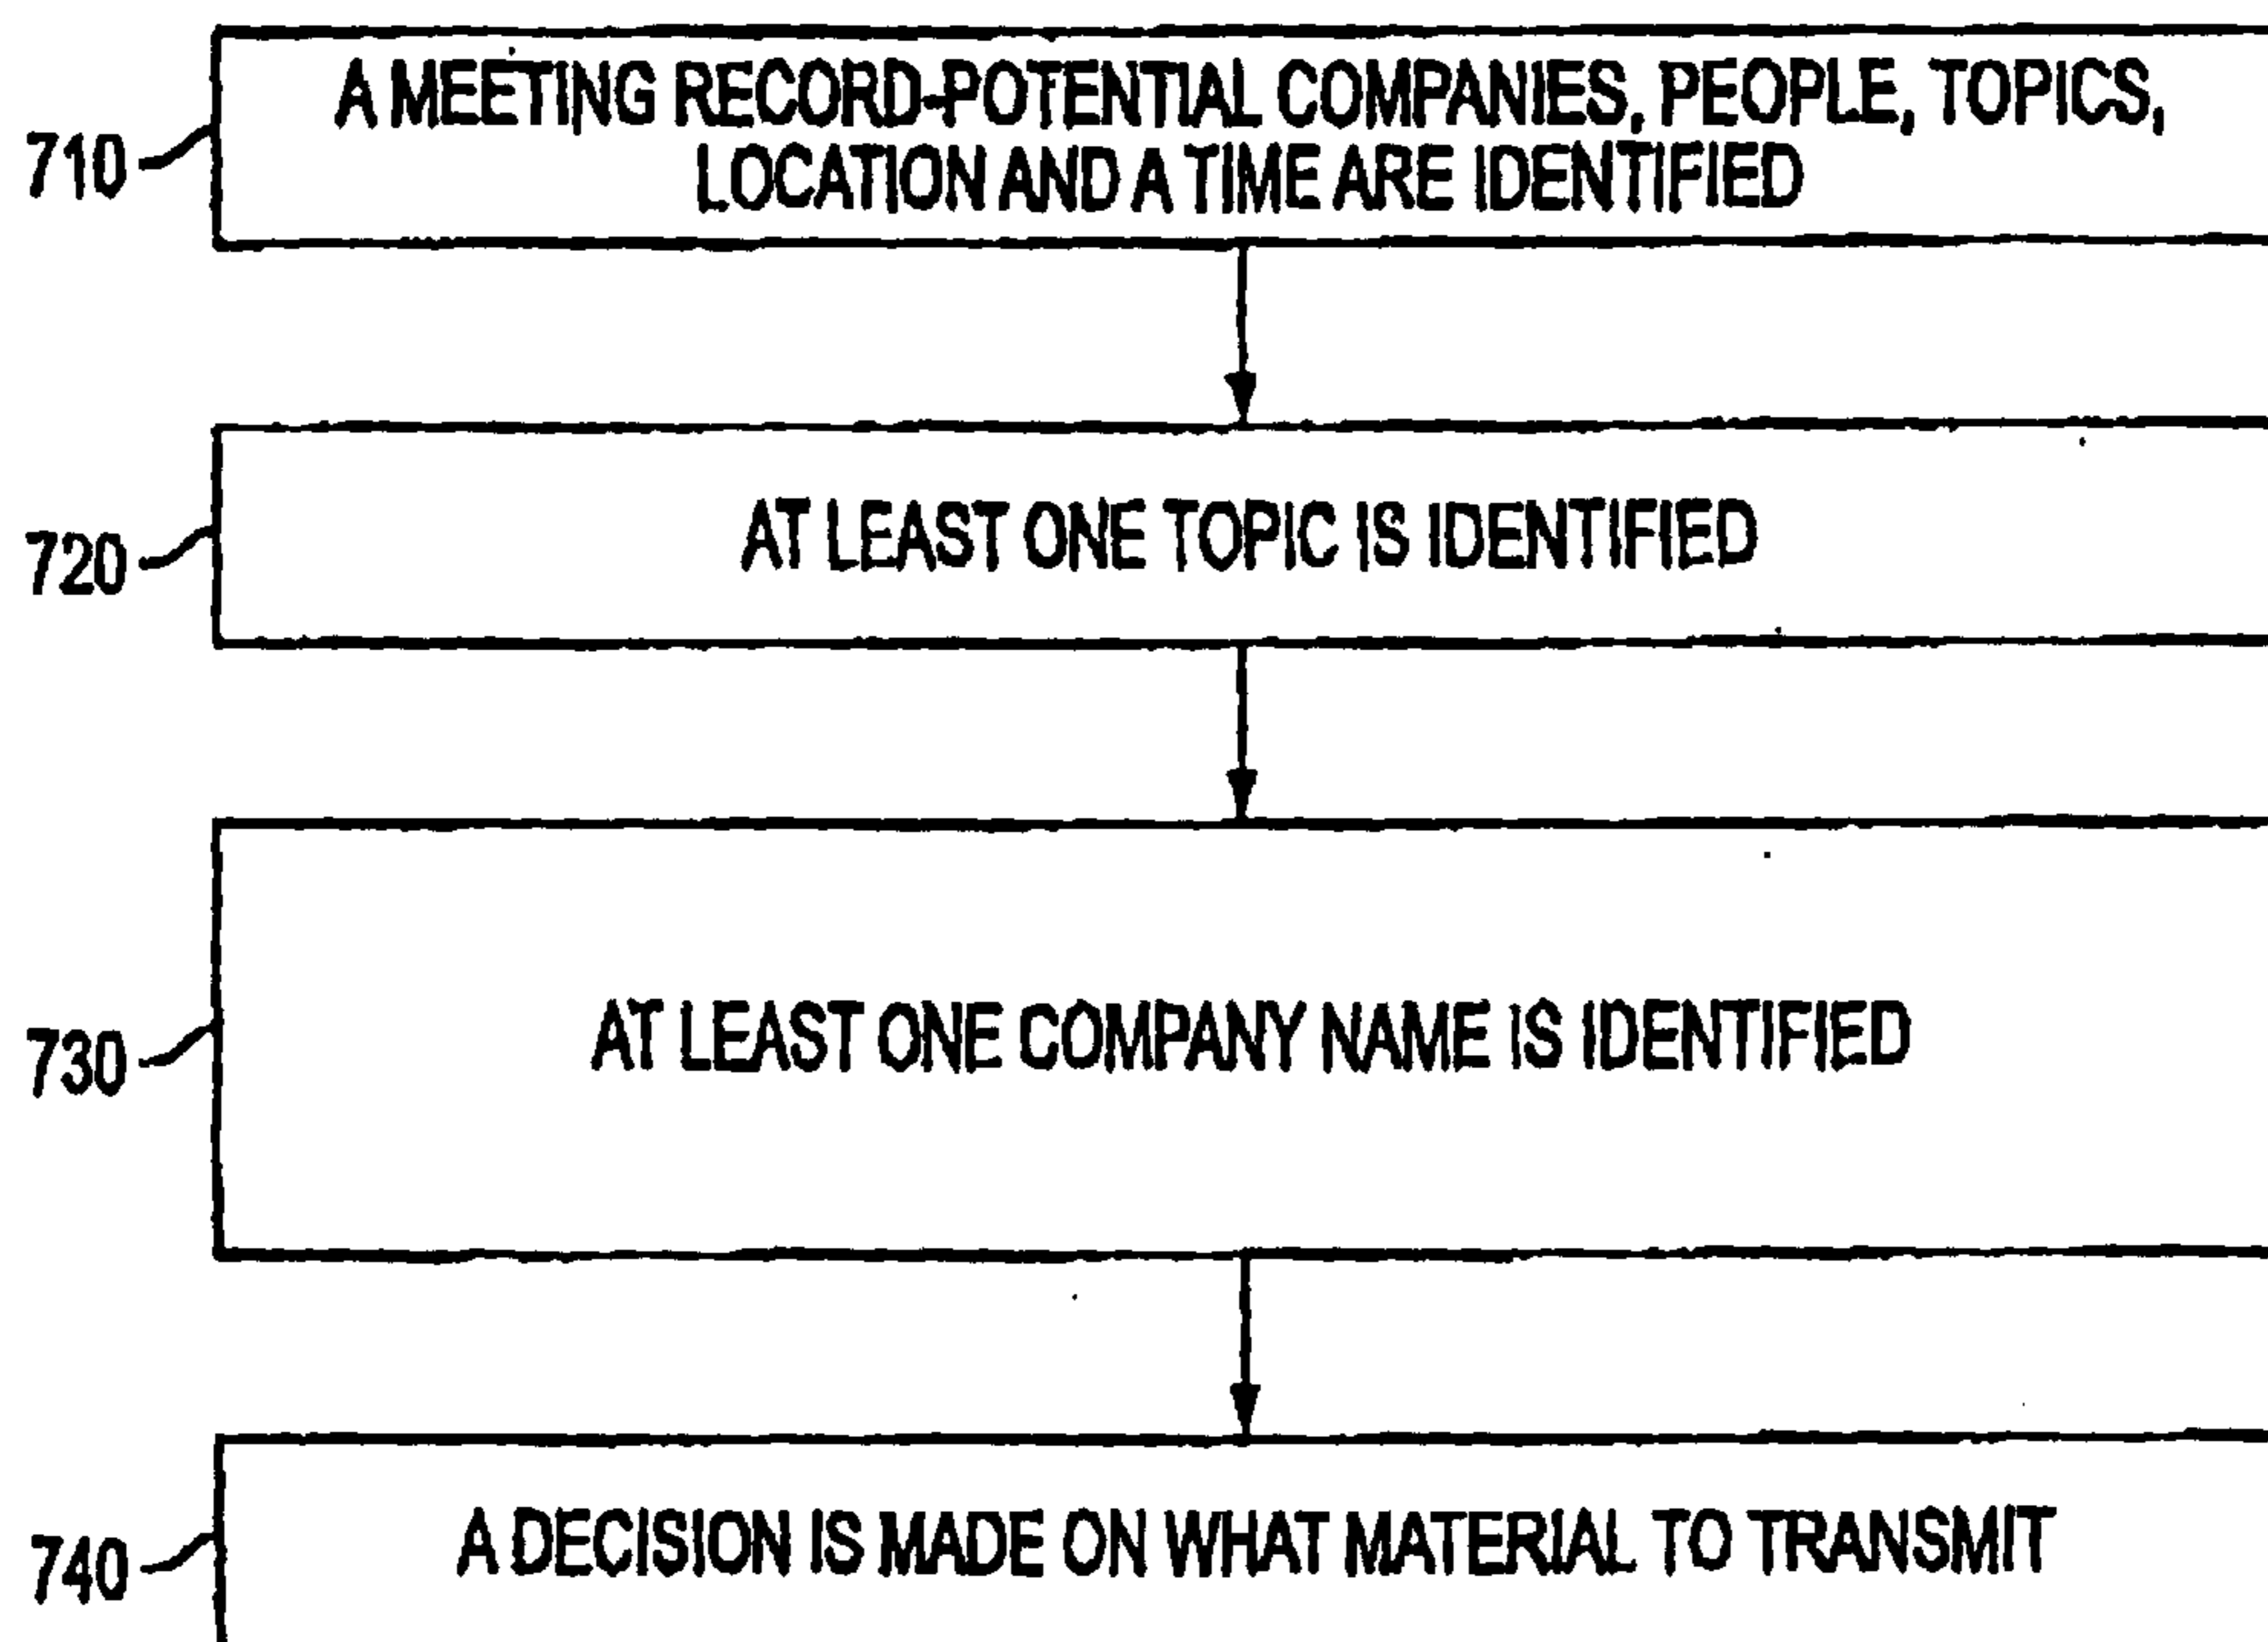 A MEETING RECORD-POTENTIAL COMPANIES, PEOPLE, TOPICS,
710
LOCATION AND A TIME ARE IDENTIFIED
AT LEAST ONE TOPIC IS IDENTIFIED
720
AT LEAST ONE COMPANY NAME IS IDENTIFIED
730
A DECISION IS MADE ON WHAT MATERIAL TO TRANSMIT
740